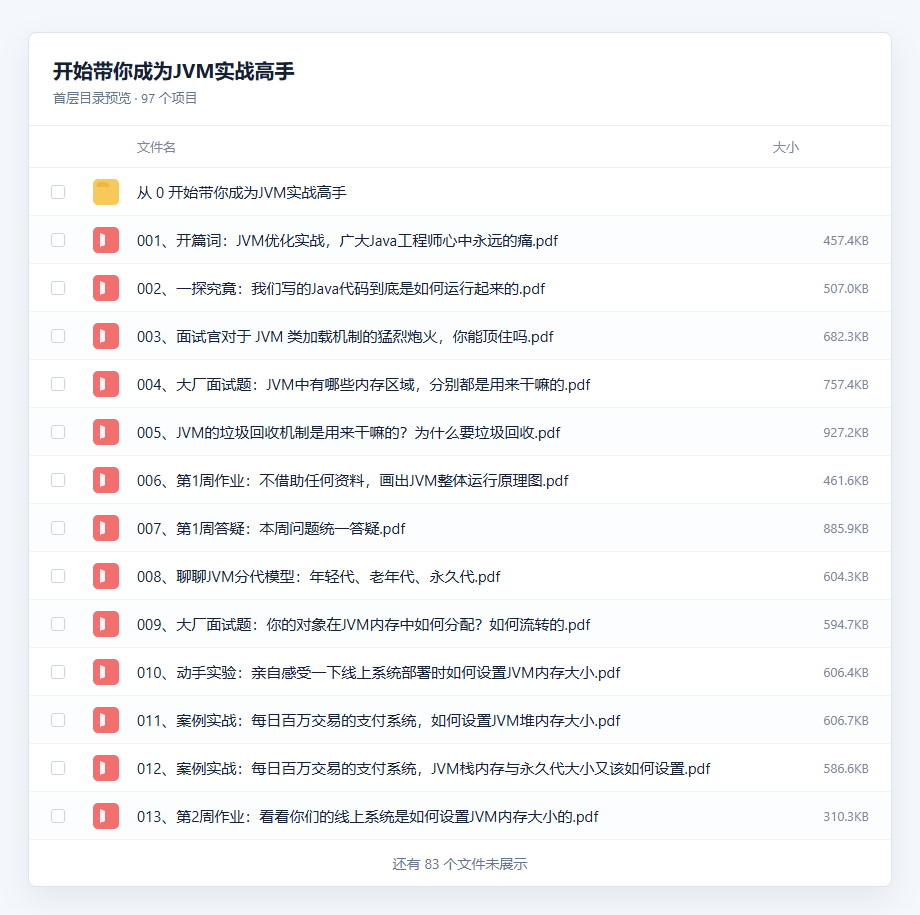 开始带你成为JVM实战高手
首层目录预览 · 97 个项目
文件名 大小
从 0 开始带你成为JVM实战高手
001、开篇词：JVM优化实战，广大Java工程师心中永远的痛.pdf 457.4KB
002、一探究竟：我们写的Java代码到底是如何运行起来的.pdf 507.0KB
003、面试官对于 JVM 类加载机制的猛烈炮火，你能顶住吗.pdf 682.3KB
004、大厂面试题：JVM中有哪些内存区域，分别都是用来干嘛的.pdf 757.4KB
005、JVM的垃圾回收机制是用来干嘛的？为什么要垃圾回收.pdf 927.2KB
006、第1周作业：不借助任何资料，画出JVM整体运行原理图.pdf 461.6KB
007、第1周答疑：本周问题统一答疑.pdf 885.9KB
008、聊聊JVM分代模型：年轻代、老年代、永久代.pdf 604.3KB
009、大厂面试题：你的对象在JVM内存中如何分配？如何流转的.pdf 594.7KB
010、动手实验：亲自感受一下线上系统部署时如何设置JVM内存大小.pdf 606.4KB
011、案例实战：每日百万交易的支付系统，如何设置JVM堆内存大小.pdf 606.7KB
012、案例实战：每日百万交易的支付系统，JVM栈内存与永久代大小又该如何设置.pdf 586.6KB
013、第2周作业：看看你们的线上系统是如何设置JVM内存大小的.pdf 310.3KB
还有 83 个文件未展示